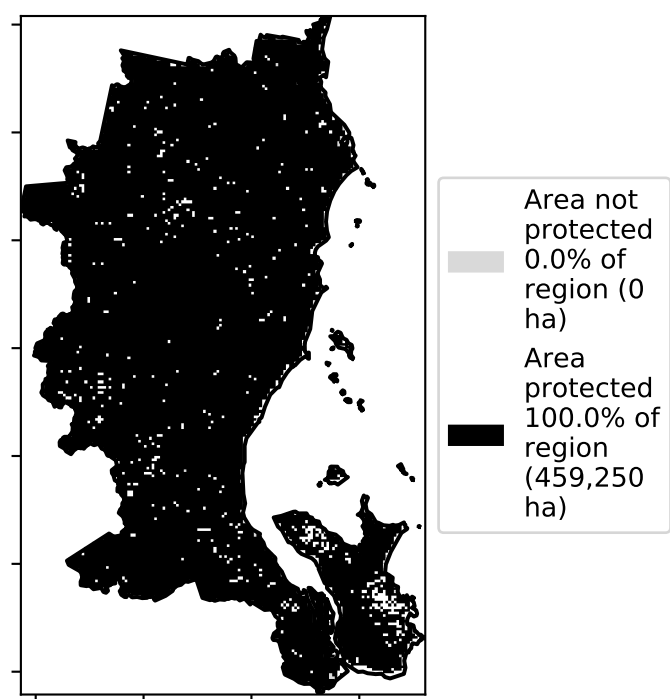 Area not
protected
0.0% of
region (0
ha)
Area
protected
100.0% of
region
(459,250
ha)